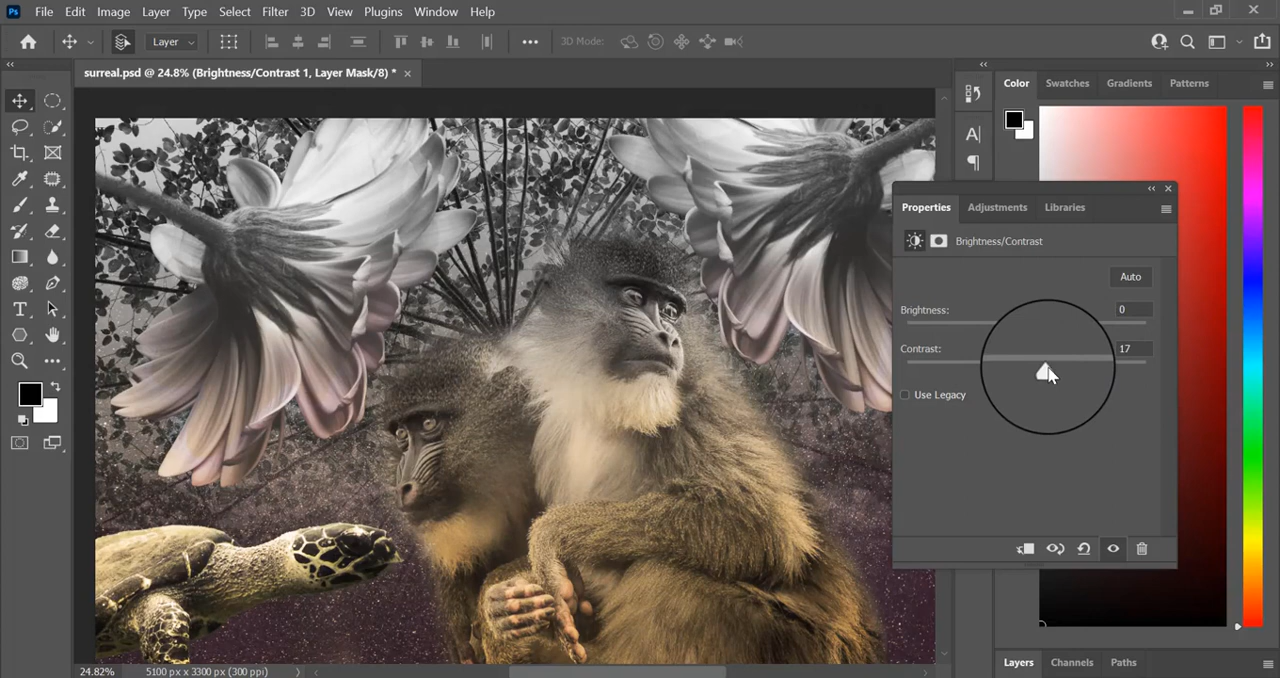 Ps File Edit Image Layer Type Select Filter 3D View Plugins Window Help
Layer ••• 3D Mode:
surreal.psd @ 24.8% (Brightness/Contrast 1, Layer Mask/8) * ×
Color Swatches Gradients Patterns
Properties Adjustments Libraries
Brightness/Contrast
Auto
Brightness: 0
Contrast: 17
Use Legacy
24.82% 5100 px x 3300 px (300 ppi)
Layers Channels Paths